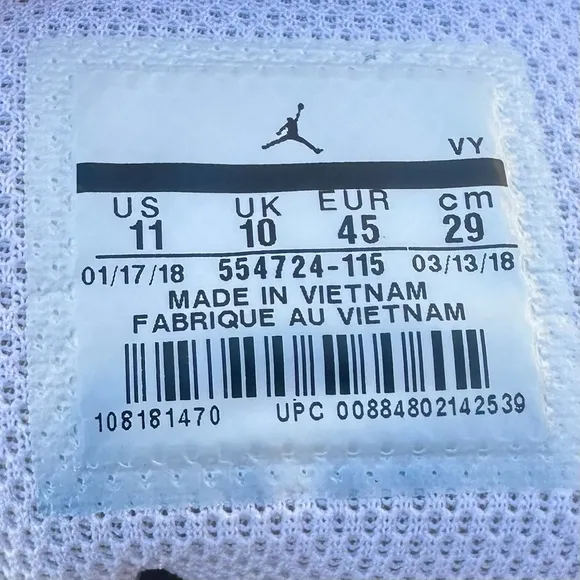 VY
US UK EUR cm
11 10 45 29
01/17/18 554724-115 03/13/18
MADE IN VIETNAM
FABRIQUE AU VIETNAM
108181470 UPC 00884802142539